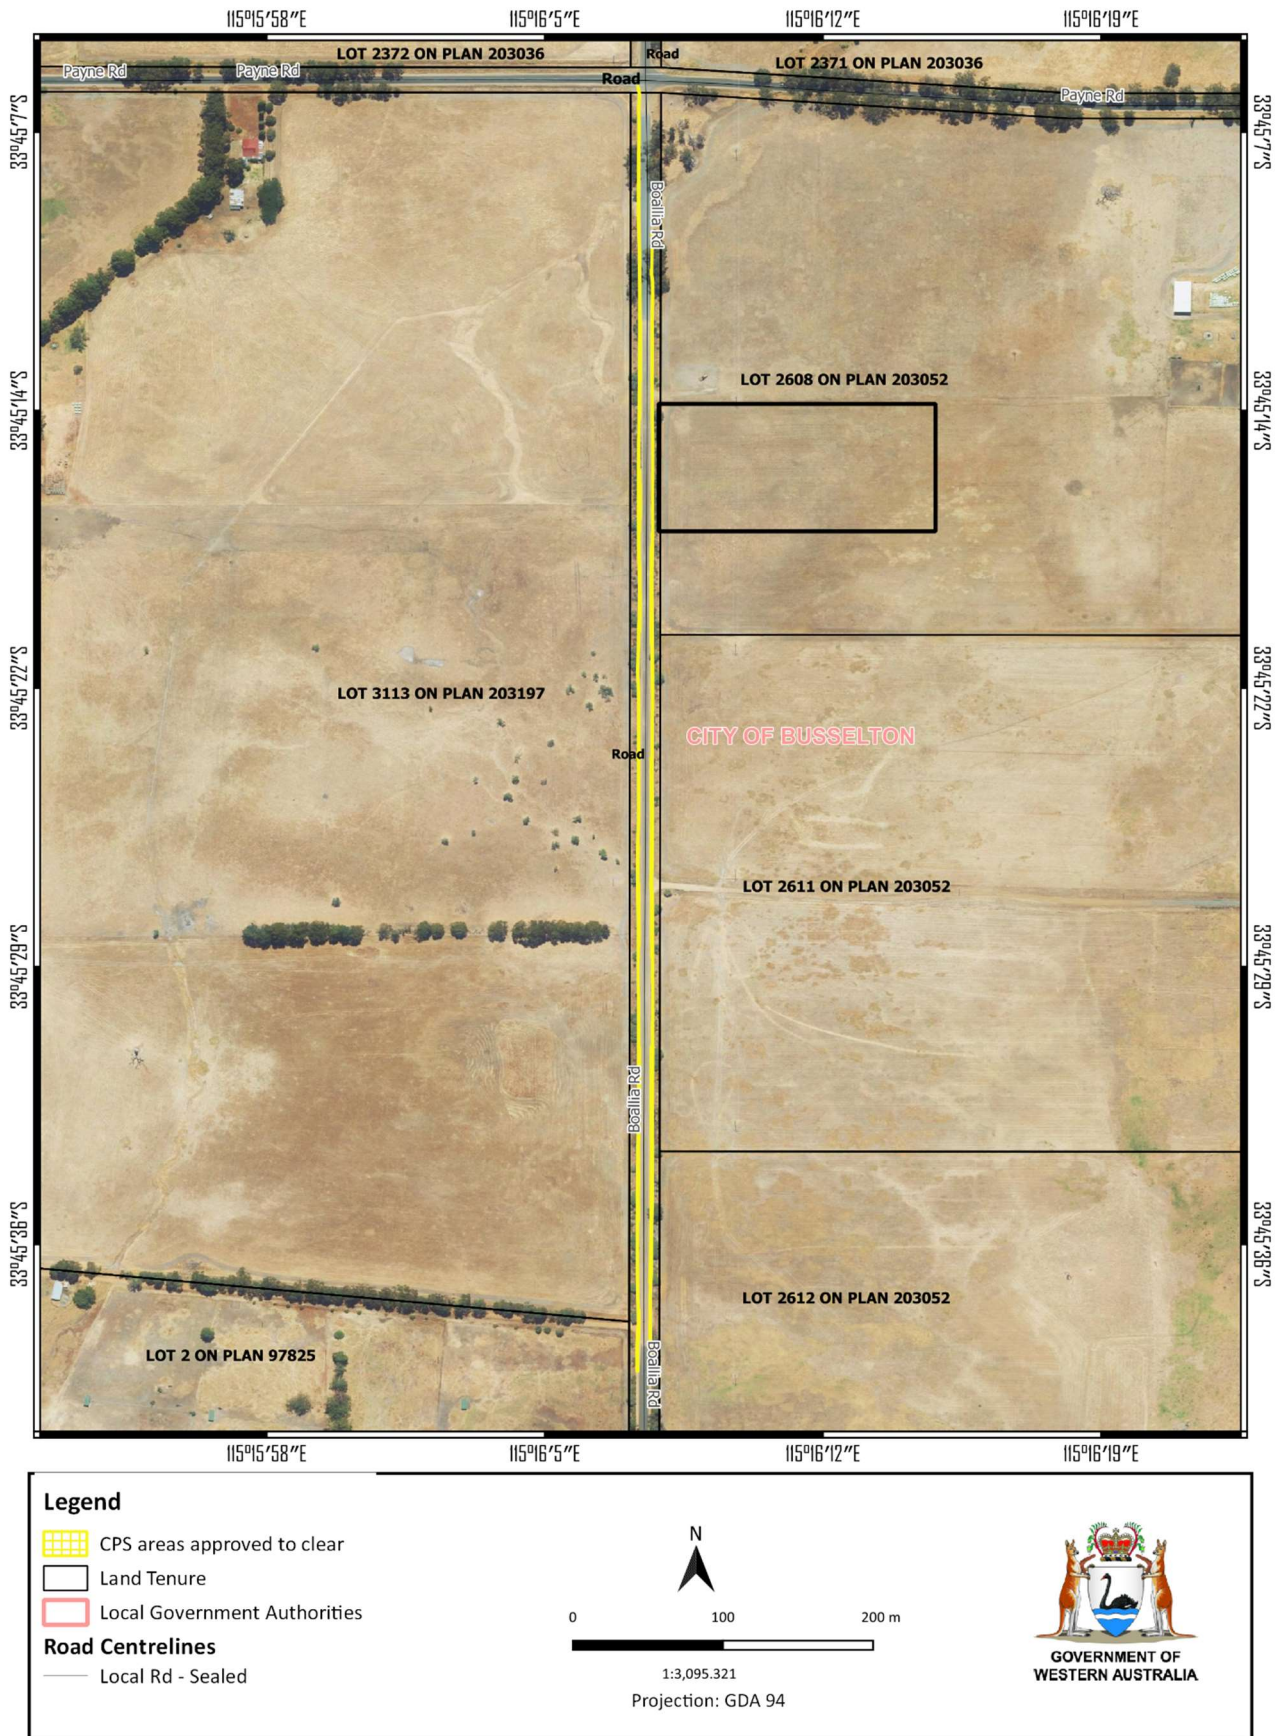 115°15'58"E 115°16'5"E 115°16'12"E 115°16'19"E
LOT 2372 ON PLAN 203036
Road
LOT 2371 ON PLAN 203036
Payne Rd
Payne Rd
Road
Payne Rd
33°45'7"S
33°45'7"S
Boallia Rd
LOT 2608 ON PLAN 203052
33°45'14"S
33°45'14"S
33°45'22"S
33°45'22"S
LOT 3113 ON PLAN 203197
CITY OF BUSSELTON
Road
LOT 2611 ON PLAN 203052
33°45'29"S
33°45'29"S
Boallia Rd
33°45'36"S
33°45'36"S
LOT 2612 ON PLAN 203052
LOT 2 ON PLAN 97825
Boallia Rd
115°15'58"E 115°16'5"E 115°16'12"E 115°16'19"E
Legend
CPS areas approved to clear
Land Tenure
Local Government Authorities
Road Centrelines
Local Rd - Sealed
N
0 100 200 m
1:3,095.321
Projection: GDA 94
GOVERNMENT OF
WESTERN AUSTRALIA